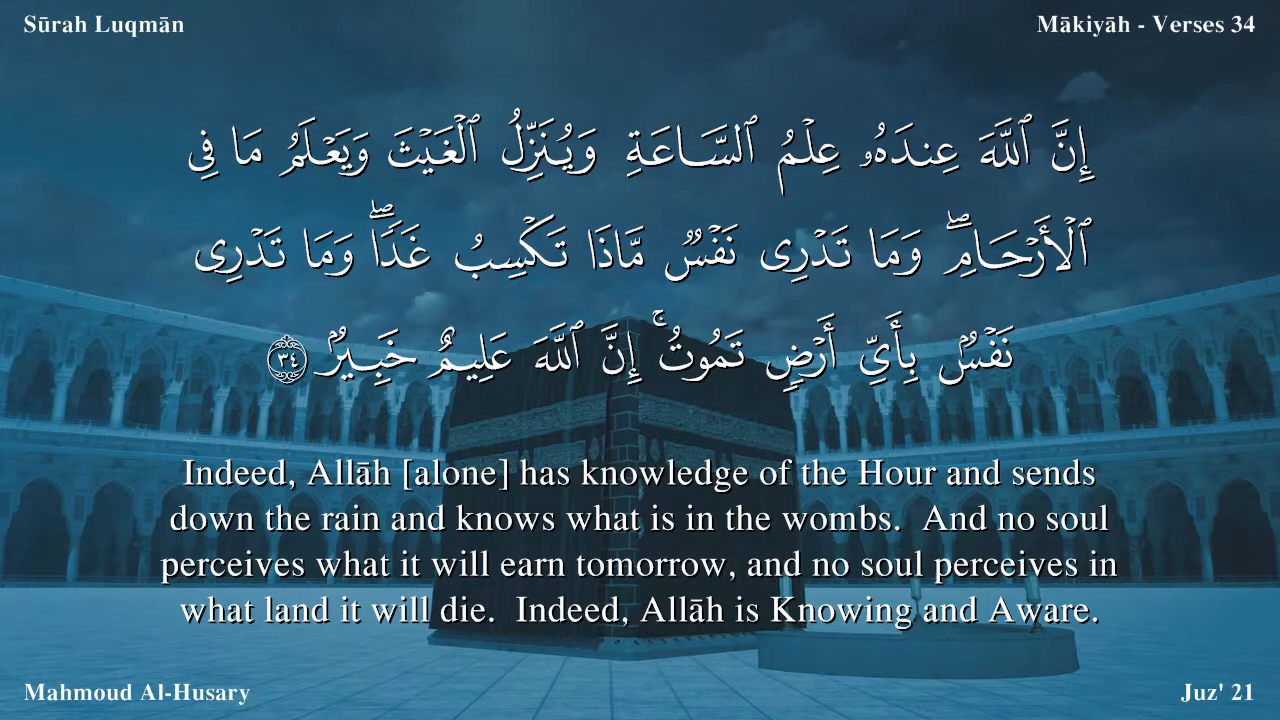 Sūrah Luqmān
Mākiyāh - Verses 34
إِنَّ ٱللَّهَ عِندَهُۥ عِلْمُ ٱلسَّاعَةِ وَيُنَزِّلُ ٱلْغَيْثَ وَيَعْلَمُ مَا فِى
ٱلْأَرْحَامِ ۖ وَمَا تَدْرِى نَفْسٌ مَّاذَا تَكْسِبُ غَدًا ۖ وَمَا تَدْرِى
نَفْسٌۢ بِأَىِّ أَرْضٍ تَمُوتُ ۚ إِنَّ ٱللَّهَ عَلِيمٌ خَبِيرٌۢ ٣٤
Indeed, Allāh [alone] has knowledge of the Hour and sends
down the rain and knows what is in the wombs.  And no soul
perceives what it will earn tomorrow, and no soul perceives in
what land it will die.  Indeed, Allāh is Knowing and Aware.
Mahmoud Al-Husary
Juz' 21